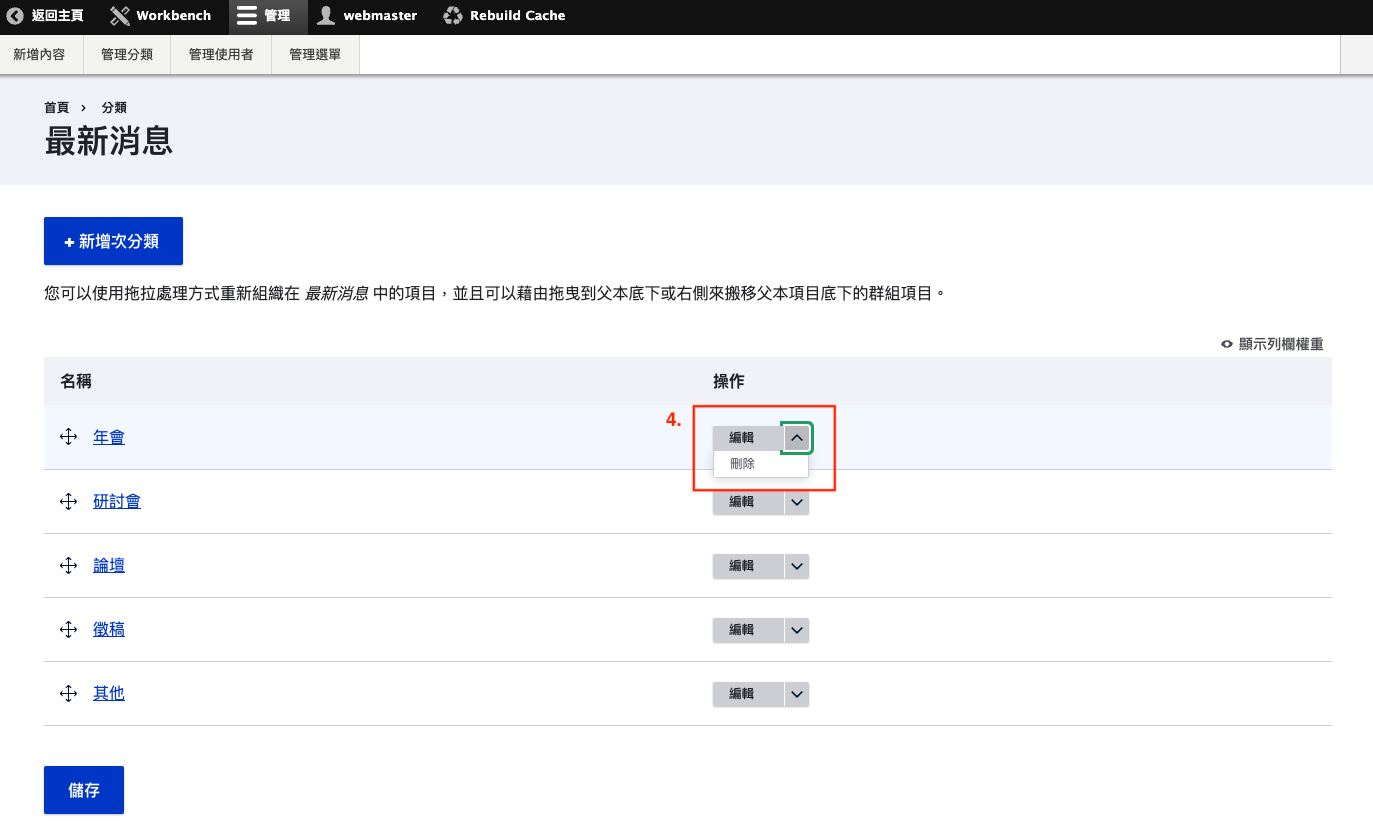 返回主頁 Workbench 管理 webmaster Rebuild Cache
新增內容 管理分類 管理使用者 管理選單
首頁 › 分類
最新消息
+ 新增次分類
您可以使用拖拉處理方式重新組織在 最新消息 中的項目，並且可以藉由拖曳到父本底下或右側來搬移父本項目底下的群組項目。
顯示列欄權重
名稱 操作
4.
年會 編輯
刪除
研討會 編輯
論壇 編輯
徵稿 編輯
其他 編輯
儲存